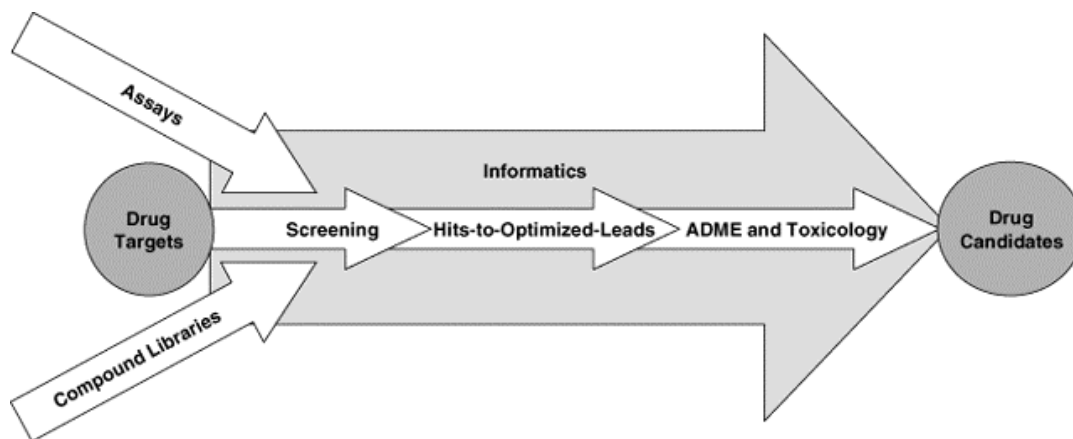 Assays
Informatics
Drug
Targets
Screening
Hits-to-Optimized-Leads
ADME and Toxicology
Drug
Candidates
Compound Libraries